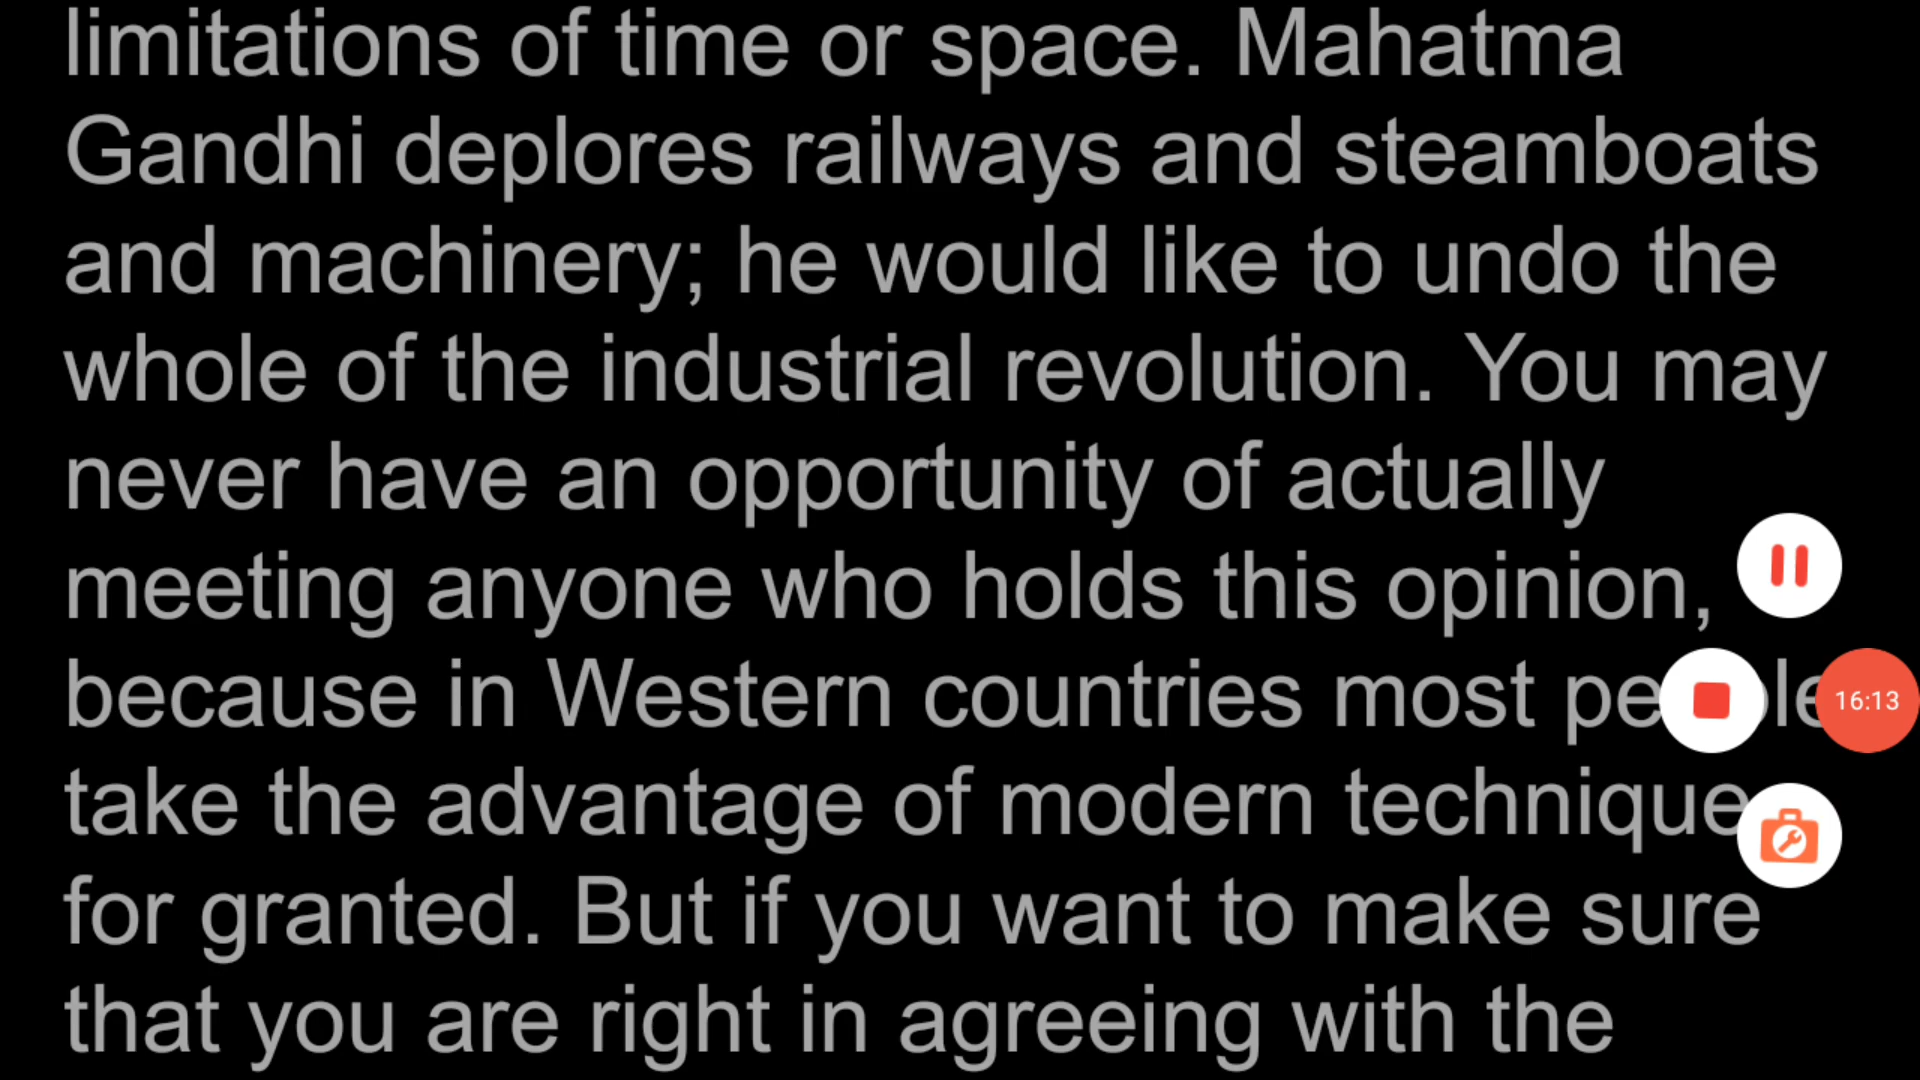 limitations of time or space. Mahatma
Gandhi deplores railways and steamboats
and machinery; he would like to undo the
whole of the industrial revolution. You may
never have an opportunity of actually
meeting anyone who holds this opinion,
because in Western countries most people
16:13
take the advantage of modern technique
for granted. But if you want to make sure
that you are right in agreeing with the